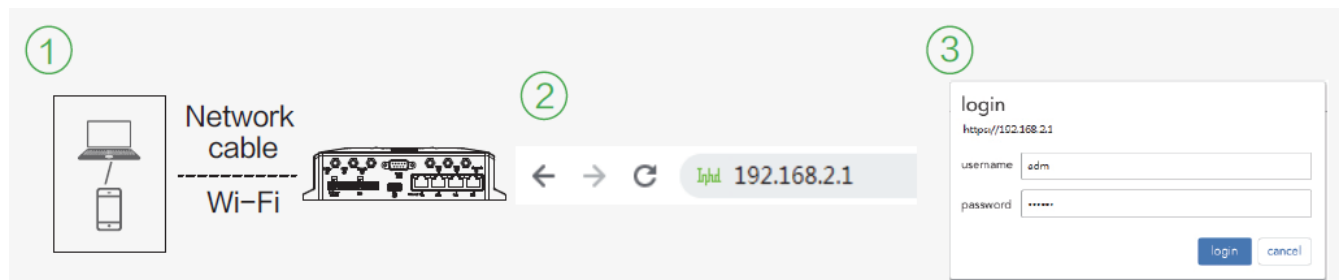 1
Network
cable
Wi-Fi
2
192.168.2.1
3
login
https://192.168.2.1
username adm
password ••••••
login cancel